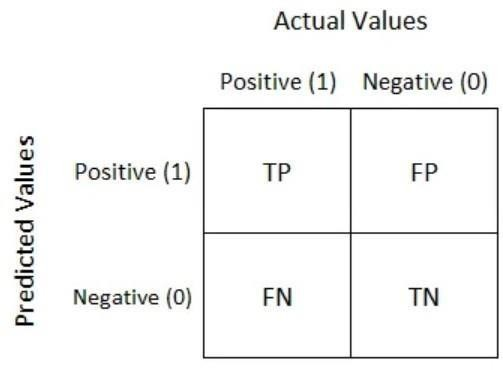 Actual Values
Positive (1) Negative (0)
Predicted Values
Positive (1) TP FP
Negative (0) FN TN